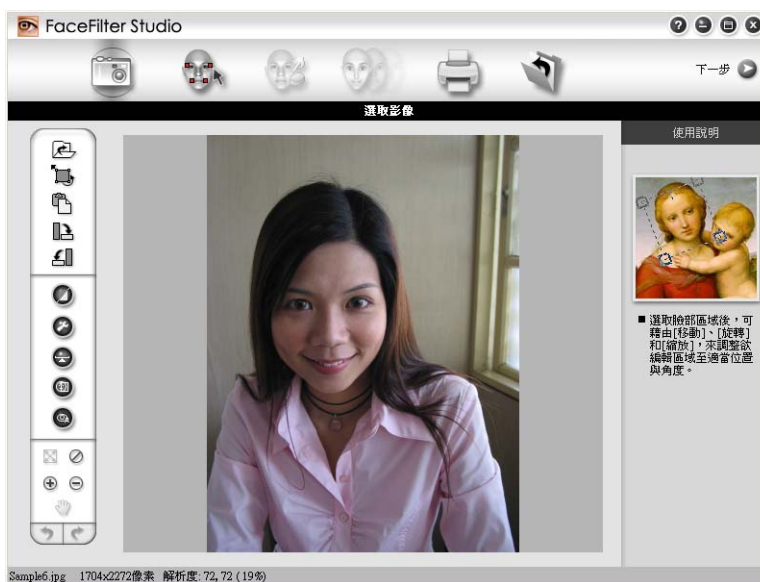 FaceFilter Studio
下一步
選取影像
使用說明
■ 選取臉部區域後，可
藉由[移動]、[旋轉]
和[縮放]，來調整欲
編輯區域至適當位置
與角度。
Sample6.jpg 1704x2272像素 解析度: 72, 72 (19%)